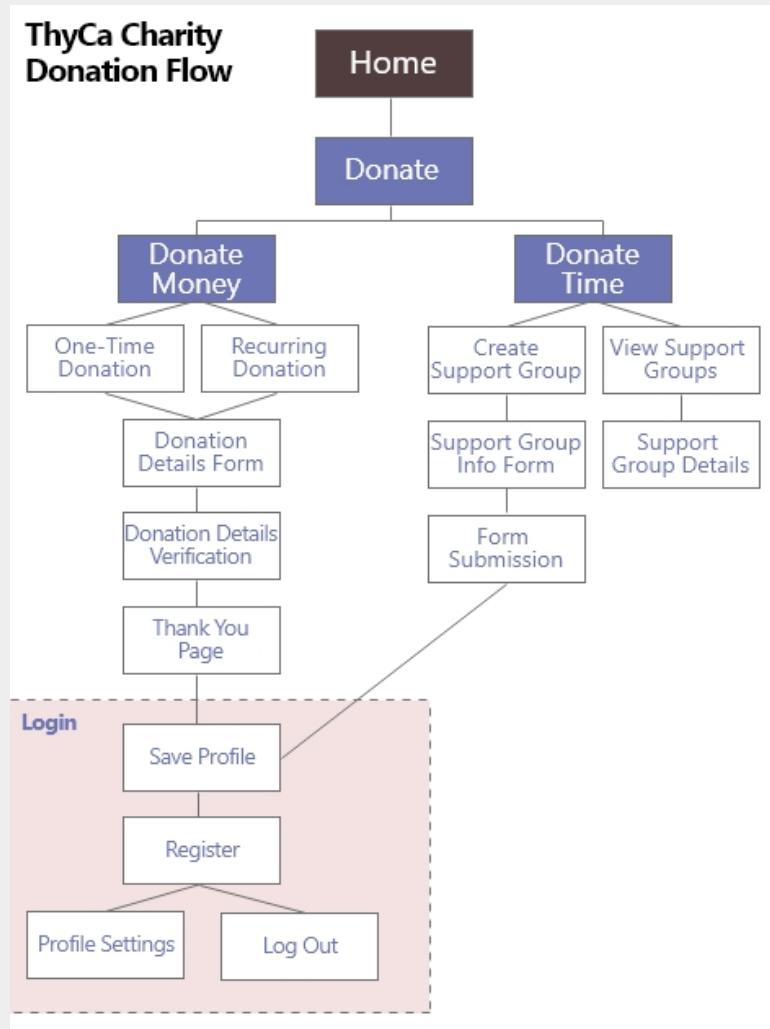 ThyCa Charity
Donation Flow
Home
Donate
Donate
Money
Donate
Time
One-Time
Donation
Recurring
Donation
Create
Support Group
View Support
Groups
Donation
Details Form
Support Group
Info Form
Support
Group Details
Donation Details
Verification
Form
Submission
Thank You
Page
Login
Save Profile
Register
Profile Settings
Log Out